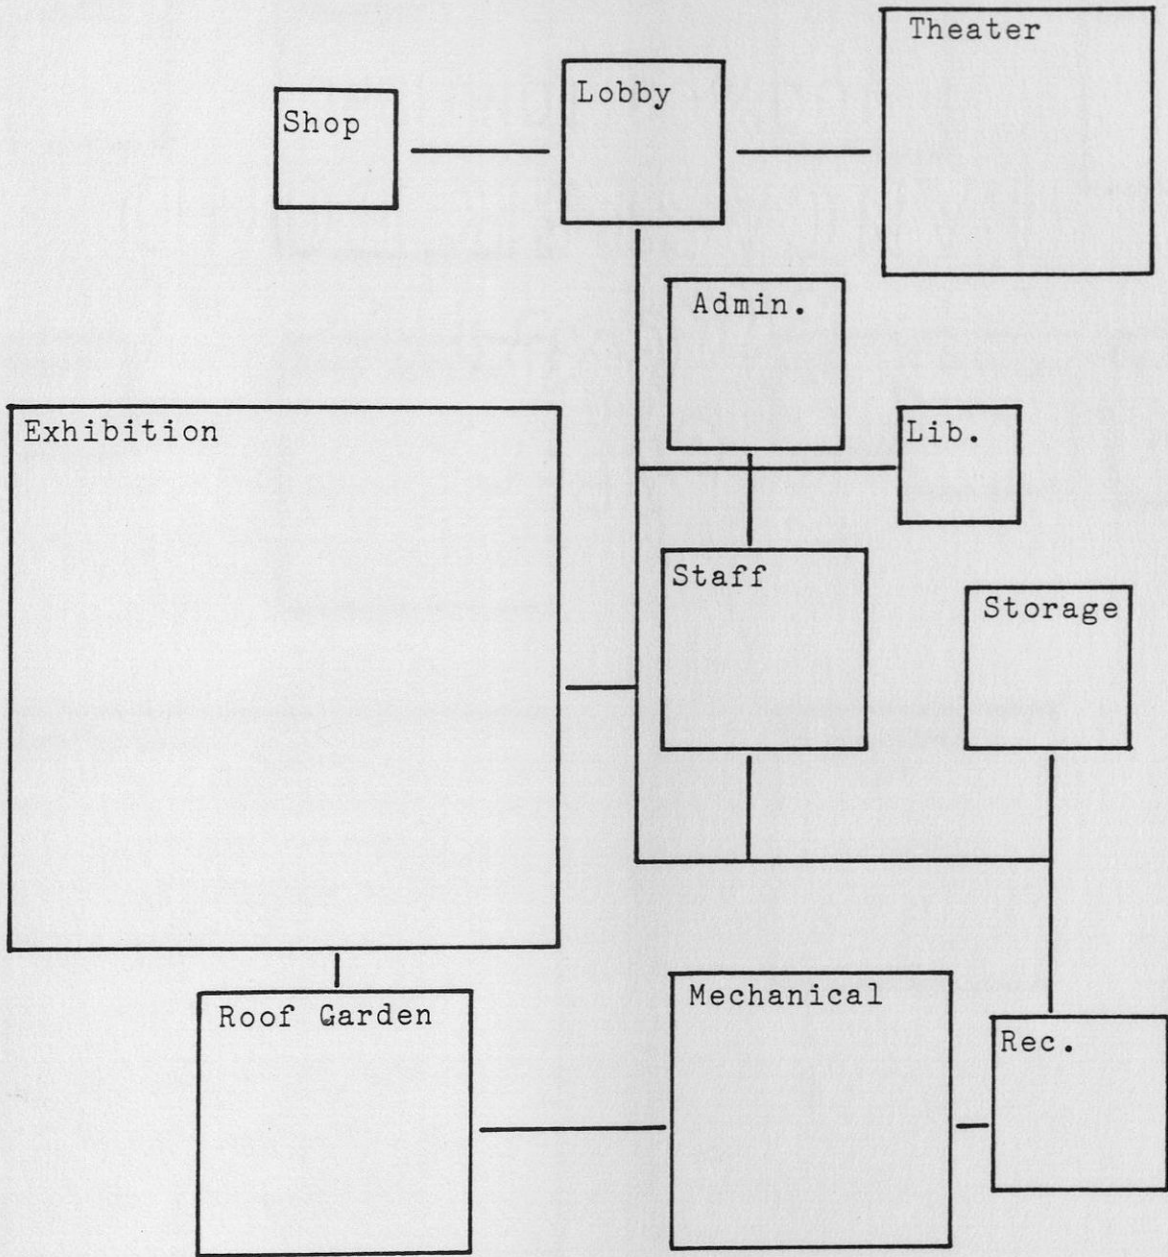 Theater
Lobby
Shop
Admin.
Exhibition
Lib.
Staff
Storage
Roof Garden
Mechanical
Rec.